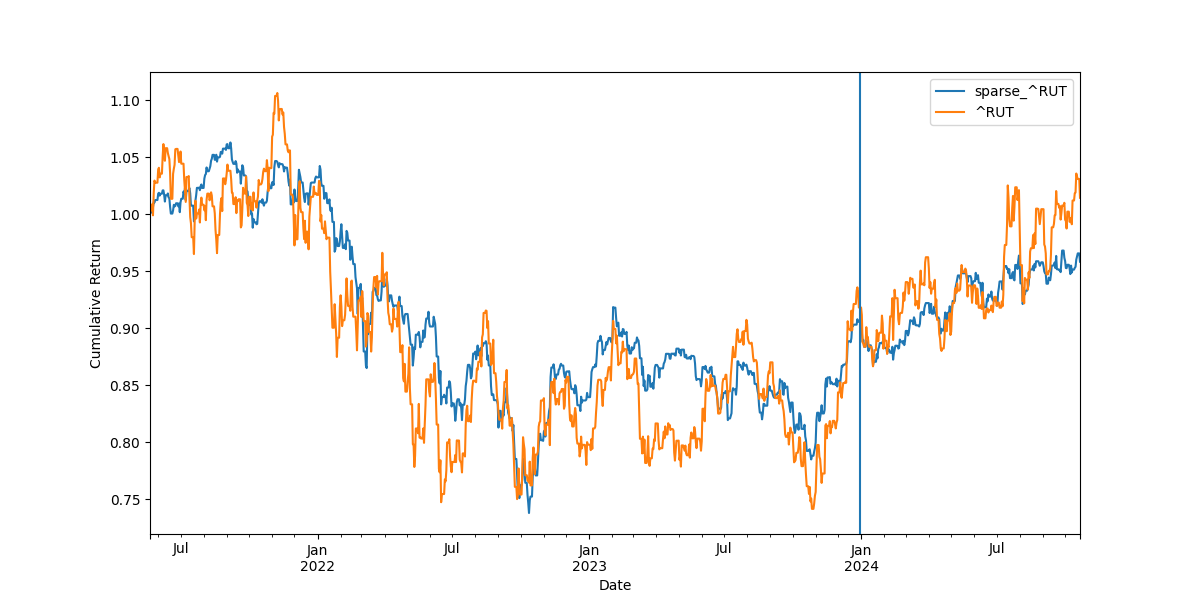 sparse_^RUT
^RUT
Cumulative Return
1.10
1.05
1.00
0.95
0.90
0.85
0.80
0.75
Jul
Jan
2022
Jul
Jan
2023
Jul
Jan
2024
Jul
Date